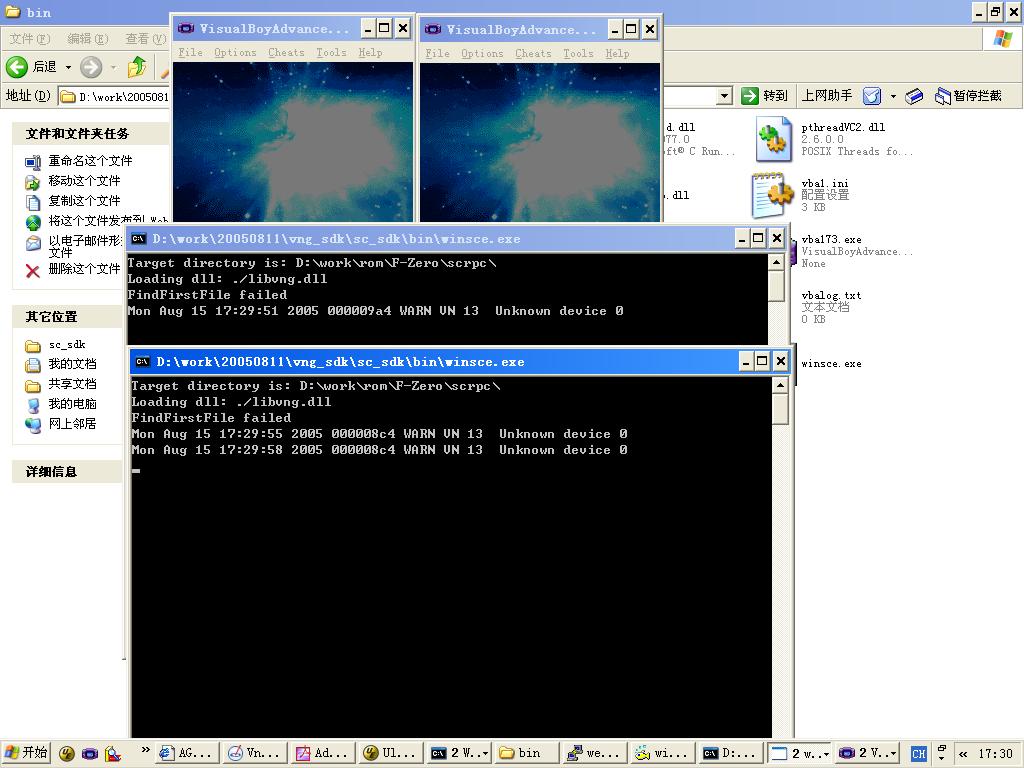 bin
文件(F) 编辑(E) 查看(V)
后退
地址(D) D:\work\2005081
转到
上网助手
暂停拦截
VisualBoyAdvance...
File Options Cheats Tools Help
VisualBoyAdvance...
File Options Cheats Tools Help
文件和文件夹任务
重命名这个文件
移动这个文件
复制这个文件
将这个文件发布到 Web
以电子邮件形
文件
删除这个文件
其它位置
sc_sdk
我的文档
共享文档
我的电脑
网上邻居
详细信息
d.dll
77.0
ft® C Run...
.dll
pthreadVC2.dll
2.6.0.0
POSIX Threads fo...
vba1.ini
配置设置
3 KB
vba173.exe
VisualBoyAdvance...
None
vbalog.txt
文本文档
0 KB
winsce.exe
D:\work\20050811\vng_sdk\sc_sdk\bin\winsce.exe
Target directory is: D:\work\rom\F-Zero\scrpc\
Loading dll: ./libvng.dll
FindFirstFile failed
Mon Aug 15 17:29:51 2005 000009a4 WARN VN 13  Unknown device 0
D:\work\20050811\vng_sdk\sc_sdk\bin\winsce.exe
Target directory is: D:\work\rom\F-Zero\scrpc\
Loading dll: ./libvng.dll
FindFirstFile failed
Mon Aug 15 17:29:55 2005 000008c4 WARN VN 13  Unknown device 0
Mon Aug 15 17:29:58 2005 000008c4 WARN VN 13  Unknown device 0
开始 » AG... Vn... Ad... Ul... 2 W... bin we... wi... D:... 2 w... 2 V... CH « 17:30